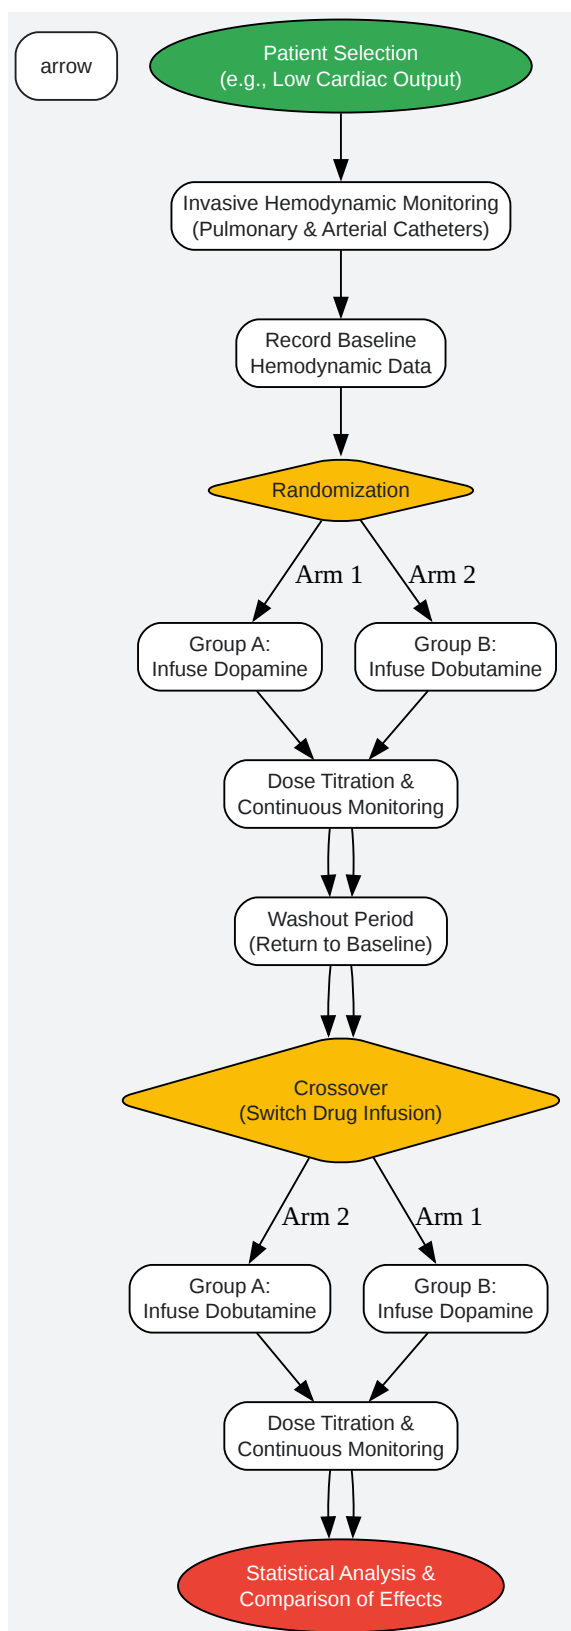 arrow
Patient Selection
(e.g., Low Cardiac Output)
Invasive Hemodynamic Monitoring
(Pulmonary & Arterial Catheters)
Record Baseline
Hemodynamic Data
Randomization
Arm 1
Arm 2
Group A:
Infuse Dopamine
Group B:
Infuse Dobutamine
Dose Titration &
Continuous Monitoring
Washout Period
(Return to Baseline)
Crossover
(Switch Drug Infusion)
Arm 2
Arm 1
Group A:
Infuse Dobutamine
Group B:
Infuse Dopamine
Dose Titration &
Continuous Monitoring
Statistical Analysis &
Comparison of Effects